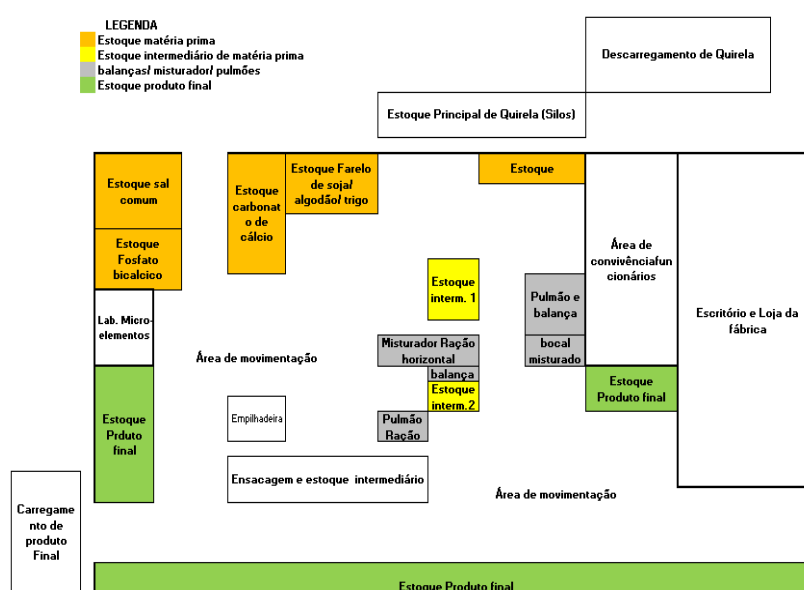 LEGENDA
Estoque matéria prima
Estoque intermediário de matéria prima
balanças/ misturador/ pulmões
Estoque produto final
Descarregamento de Quirela
Estoque Principal de Quirela (Silos)
Estoque sal
comum
Estoque
carbonat
o de
cálcio
Estoque Farelo
de soja/
algodão/ trigo
Estoque
Estoque
Fosfato
bicalcico
Área de
convivênciafun
cionários
Estoque
interm. 1
Pulmão e
balança
Escritório e Loja da
fábrica
Lab. Micro-
elementos
Misturador Ração
horizontal
bocal
misturado
Área de movimentação
balança
Estoque
interm.2
Estoque
Produto final
Estoque
Prduto
final
Empilhadeira
Pulmão
Ração
Ensacagem e estoque intermediário
Área de movimentação
Carregame
nto de
produto
Final
Estoque Produto final